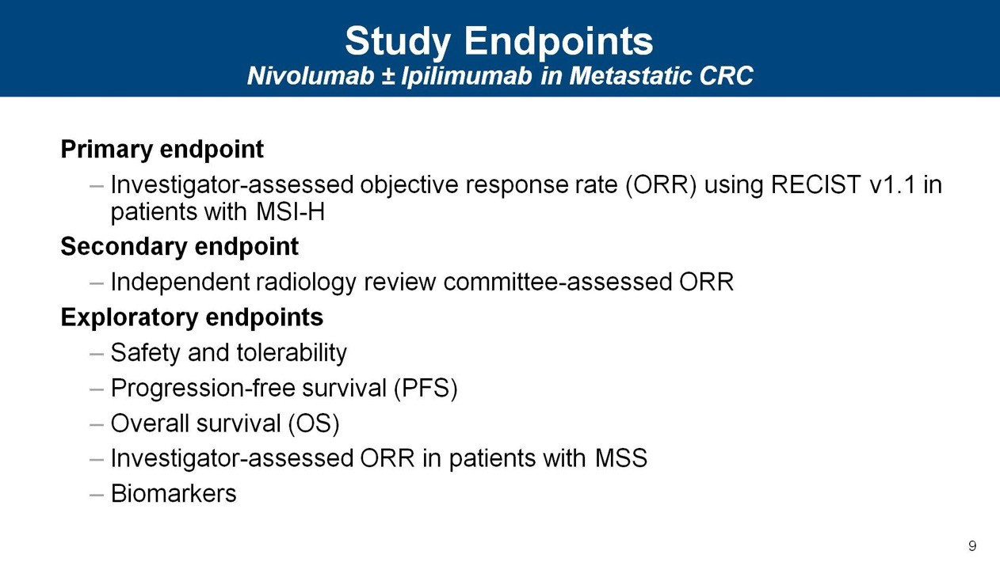 Study Endpoints
Nivolumab ± Ipilimumab in Metastatic CRC
Primary endpoint
– Investigator-assessed objective response rate (ORR) using RECIST v1.1 in
patients with MSI-H
Secondary endpoint
– Independent radiology review committee-assessed ORR
Exploratory endpoints
– Safety and tolerability
– Progression-free survival (PFS)
– Overall survival (OS)
– Investigator-assessed ORR in patients with MSS
– Biomarkers
9